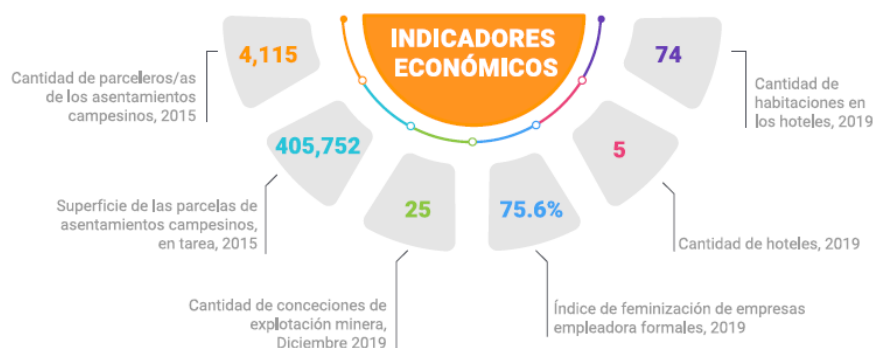 INDICADORES
ECONÓMICOS
4,115
Cantidad de parceleros/as
de los asentamientos
campesinos, 2015
405,752
Superficie de las parcelas de
asentamientos campesinos,
en tarea, 2015
25
Cantidad de conceciones de
explotación minera,
Diciembre 2019
75.6%
Índice de feminización de empresas
empleadora formales, 2019
5
Cantidad de hoteles, 2019
74
Cantidad de
habitaciones en
los hoteles, 2019